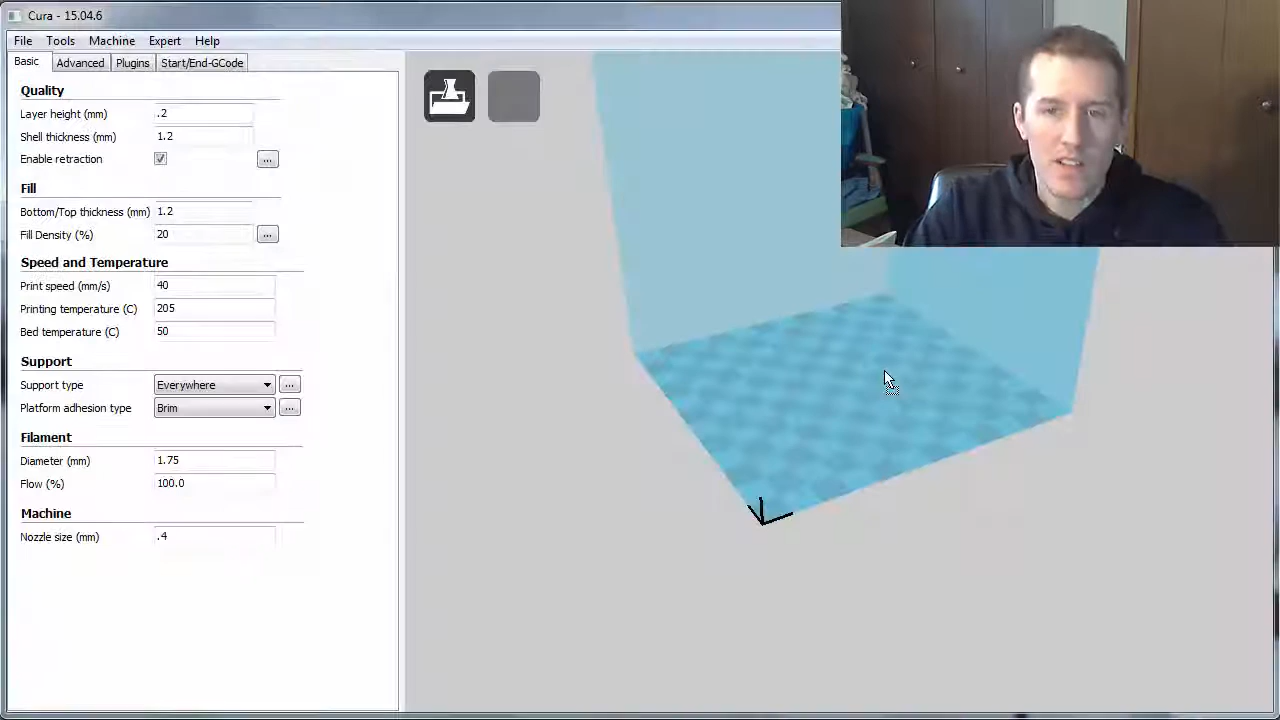 Cura - 15.04.6
File Tools Machine Expert Help
Basic Advanced Plugins Start/End-GCode
Quality
Layer height (mm) .2
Shell thickness (mm) 1.2
Enable retraction ...
Fill
Bottom/Top thickness (mm) 1.2
Fill Density (%) 20 ...
Speed and Temperature
Print speed (mm/s) 40
Printing temperature (C) 205
Bed temperature (C) 50
Support
Support type Everywhere ...
Platform adhesion type Brim ...
Filament
Diameter (mm) 1.75
Flow (%) 100.0
Machine
Nozzle size (mm) .4